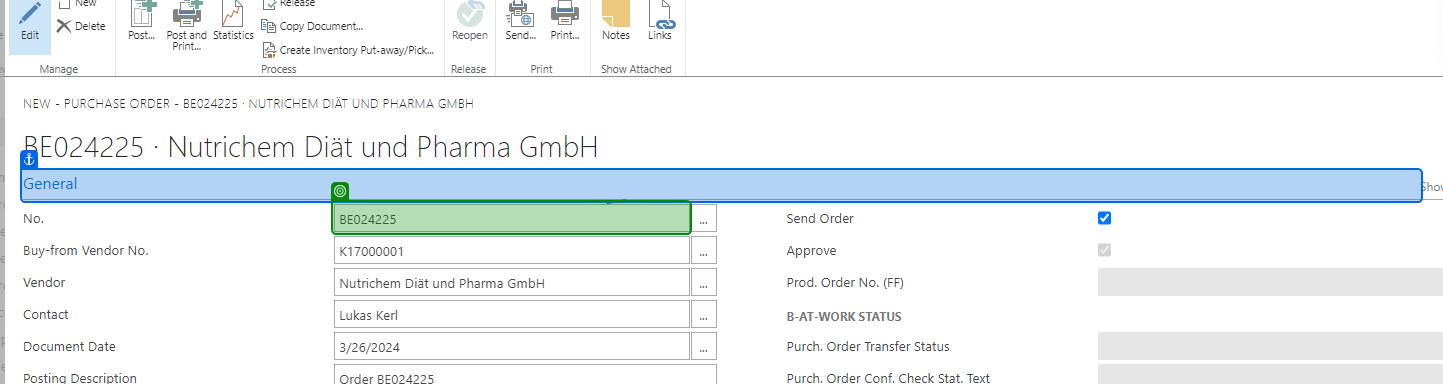 New
Release
Edit
Delete
Post...
Post and Print...
Statistics
Copy Document...
Create Inventory Put-away/Pick...
Reopen
Send...
Print...
Notes
Links
Manage
Process
Release
Print
Show Attached
NEW - PURCHASE ORDER - BE024225 · NUTRICHEM DIÄT UND PHARMA GMBH
BE024225 · Nutrichem Diät und Pharma GmbH
General
No. BE024225 ... Send Order
Buy-from Vendor No. K17000001 ... Approve
Vendor Nutrichem Diät und Pharma GmbH ... Prod. Order No. (FF)
Contact Lukas Kerl ... B-AT-WORK STATUS
Document Date 3/26/2024 ... Purch. Order Transfer Status
Posting Description Order BE024225 Purch. Order Conf. Check Stat. Text